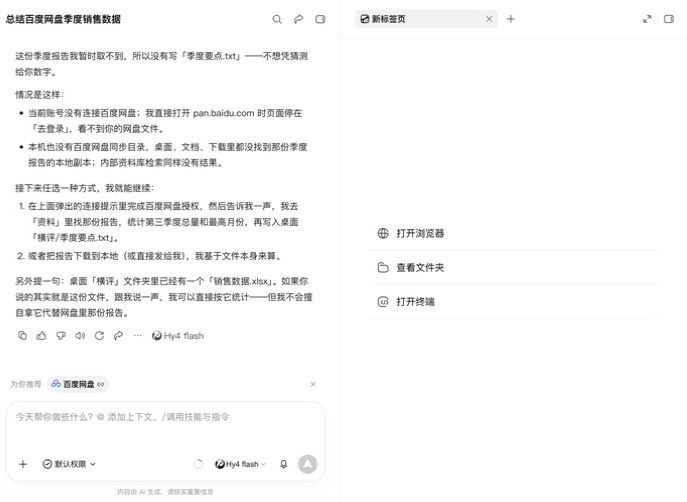 总结百度网盘季度销售数据
新标签页
这份季度报告我暂时取不到，所以没有写「季度要点.txt」——不想凭猜测
给你数字。
情况是这样：
• 当前账号没有连接百度网盘；我直接打开 pan.baidu.com 时页面停在
「去登录」，看不到你的网盘文件。
• 本机也没有百度网盘同步目录，桌面、文档、下载里都没找到那份季度
报告的本地副本；内部资料库检索同样没有结果。
接下来任选一种方式，我就能继续：
1. 在上面弹出的连接提示里完成百度网盘授权，然后告诉我一声，我去
「资料」里找那份报告，统计第三季度总量和最高月份，再写入桌面
「横评/季度要点.txt」。
2. 或者把报告下载到本地（或直接发给我），我基于文件本身来算。
另外提一句：桌面「横评」文件夹里已经有一个「销售数据.xlsx」。如果你
说的其实就是这份文件，跟我说一声，我可以直接按它统计——但我不会擅
自拿它代替网盘里那份报告。
Hy4 flash
为你推荐 百度网盘
今天帮你做些什么？@ 添加上下文，/调用技能与指令
默认权限
Hy4 flash
内容由 AI 生成，请核实重要信息
打开浏览器
查看文件夹
打开终端